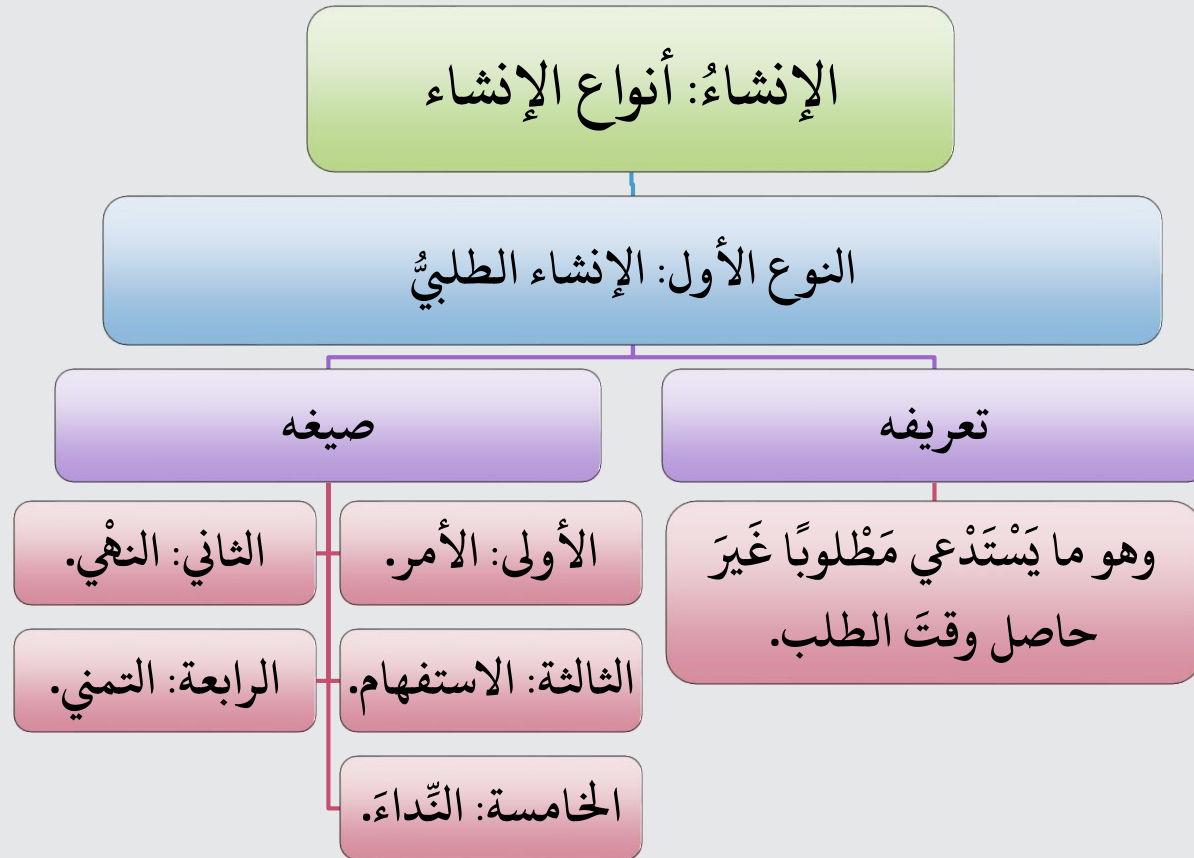 الإنشاءُ: أنواع الإنشاء
النوع الأول: الإنشاء الطلبيُّ
تعريفه
وهو ما يَسْتَدْعي مَطْلوبًا غَيرَ
حاصل وقتَ الطلب.
صيغه
الأولى: الأمر.
الثاني: النهْي.
الثالثة: الاستفهام.
الرابعة: التمني.
الخامسة: النِّداءَ.